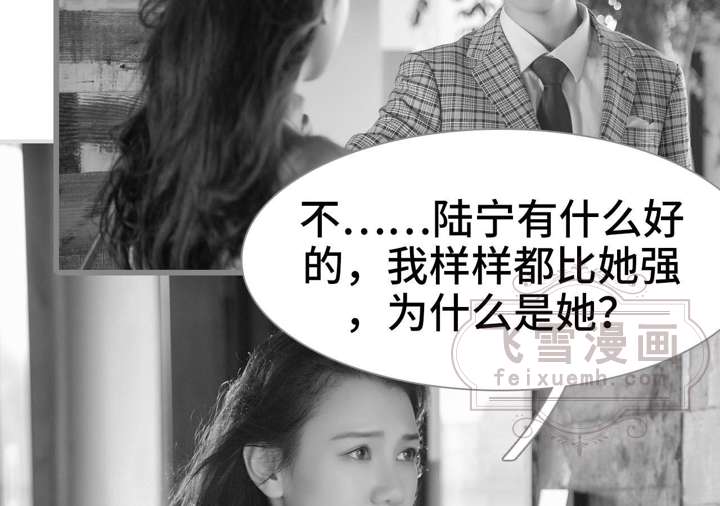 不……陆宁有什么好
的，我样样都比她强
，为什么是她？
飞雪漫画
feixuemh.com